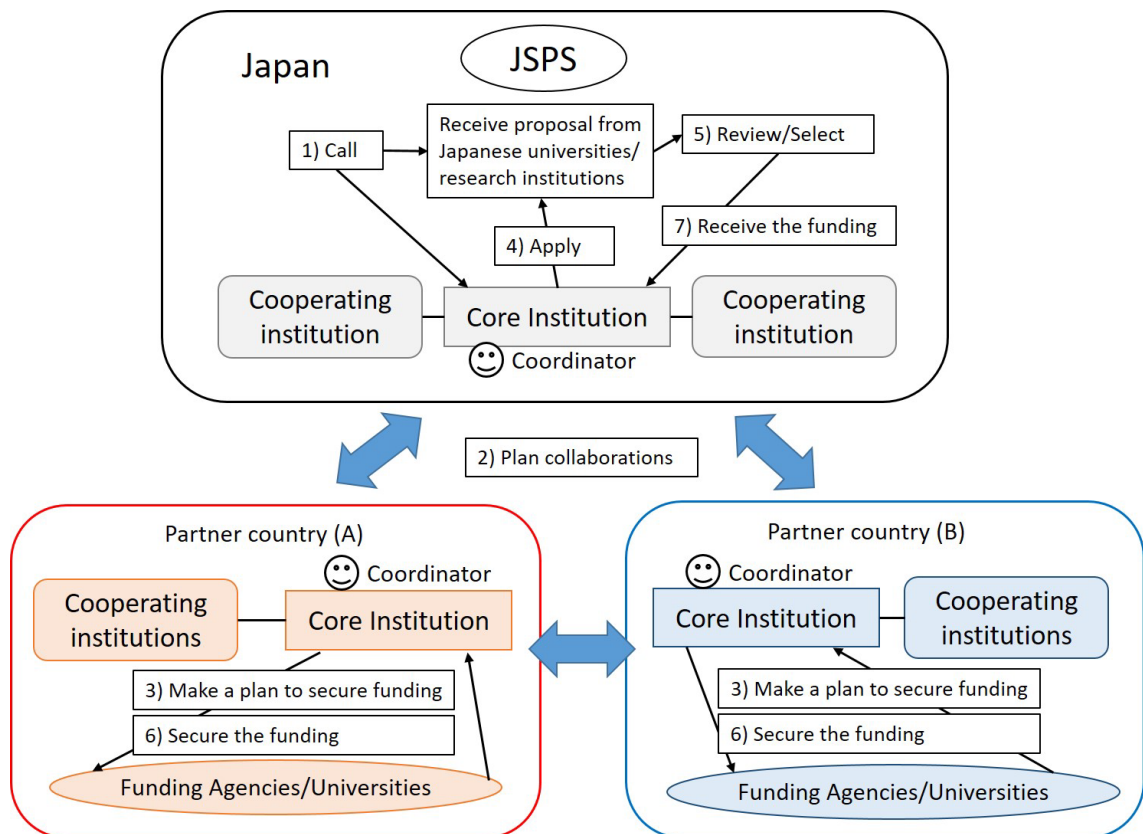 Japan
JSPS
1) Call
Receive proposal from
Japanese universities/
research institutions
5) Review/Select
4) Apply
7) Receive the funding
Cooperating
institution
Core Institution
Coordinator
Cooperating
institution
2) Plan collaborations
Partner country (A)
Coordinator
Cooperating
institutions
Core Institution
3) Make a plan to secure funding
6) Secure the funding
Funding Agencies/Universities
Partner country (B)
Coordinator
Core Institution
Cooperating
institutions
3) Make a plan to secure funding
6) Secure the funding
Funding Agencies/Universities